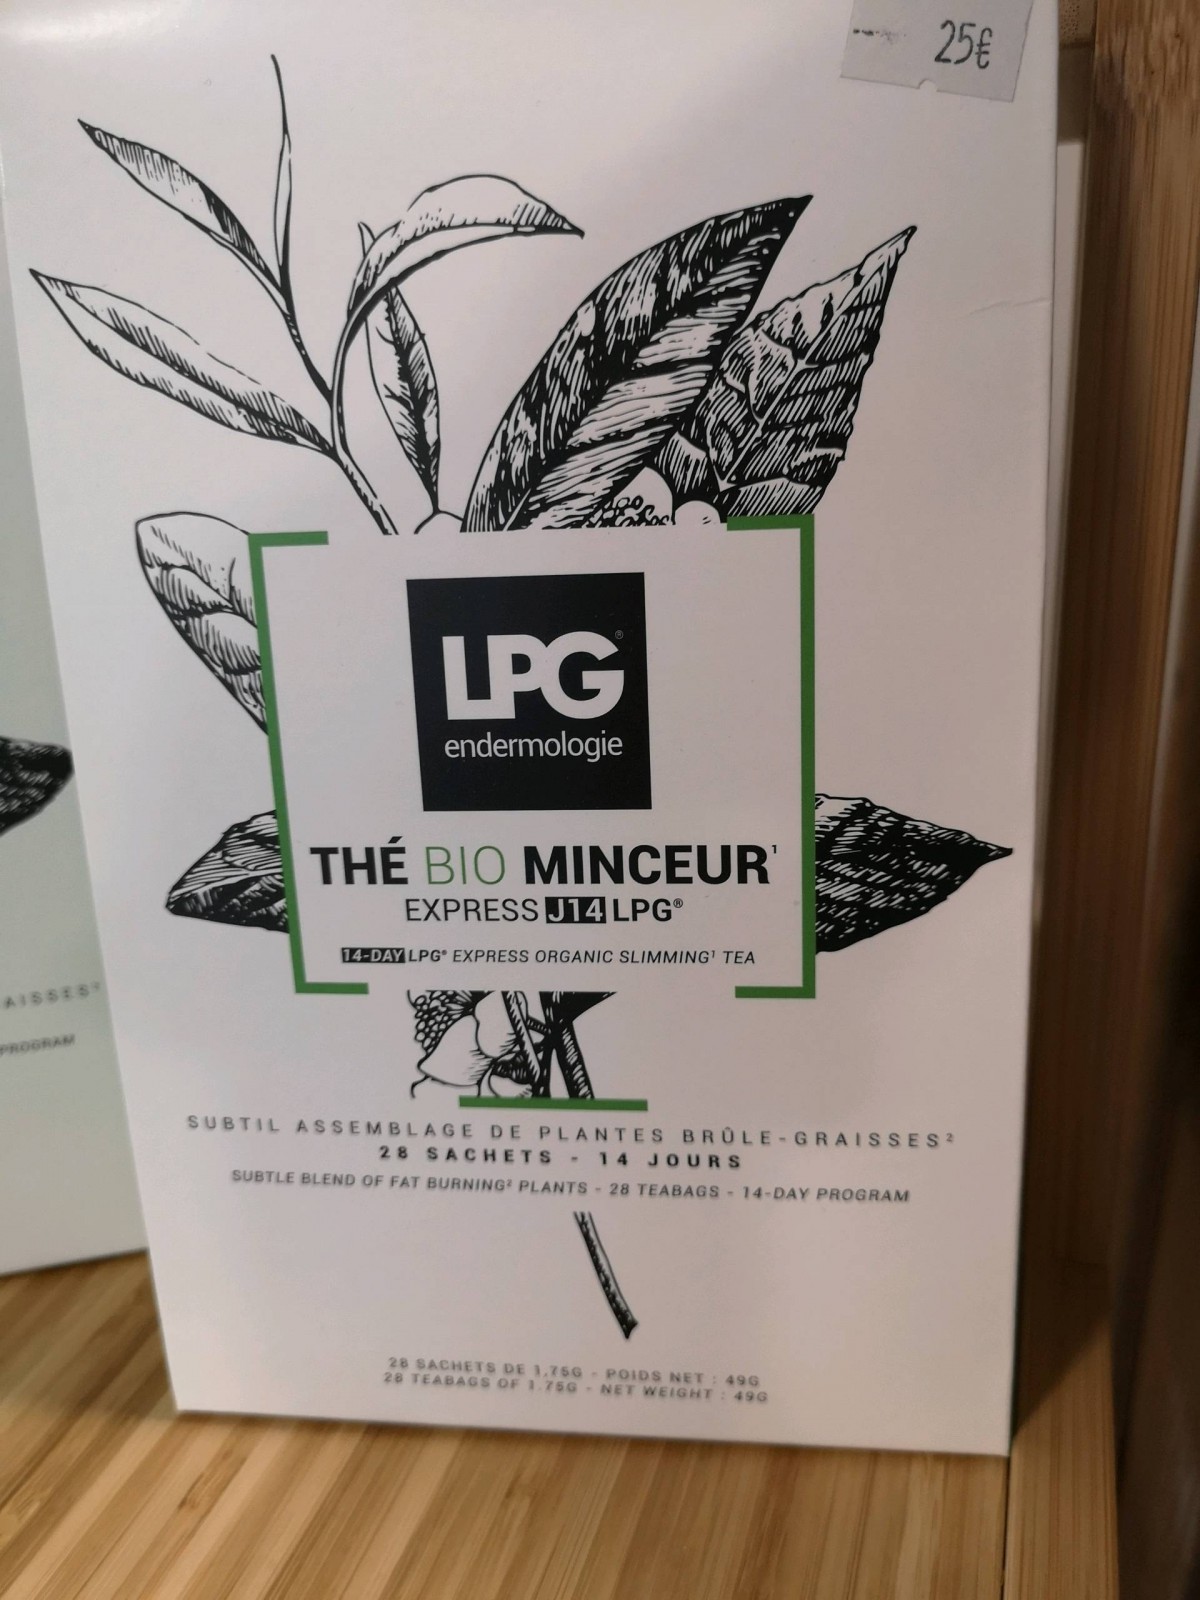 25€
LPG®
endermologie
THÉ BIO MINCEUR¹
EXPRESS J14 LPG®
14-DAY LPG® EXPRESS ORGANIC SLIMMING¹ TEA
AISSES²
PROGRAM
SUBTIL ASSEMBLAGE DE PLANTES BRÛLE-GRAISSES²
28 SACHETS - 14 JOURS
SUBTLE BLEND OF FAT BURNING² PLANTS - 28 TEABAGS - 14-DAY PROGRAM
28 SACHETS DE 1,75G - POIDS NET : 49G
28 TEABAGS OF 1.75G - NET WEIGHT : 49G